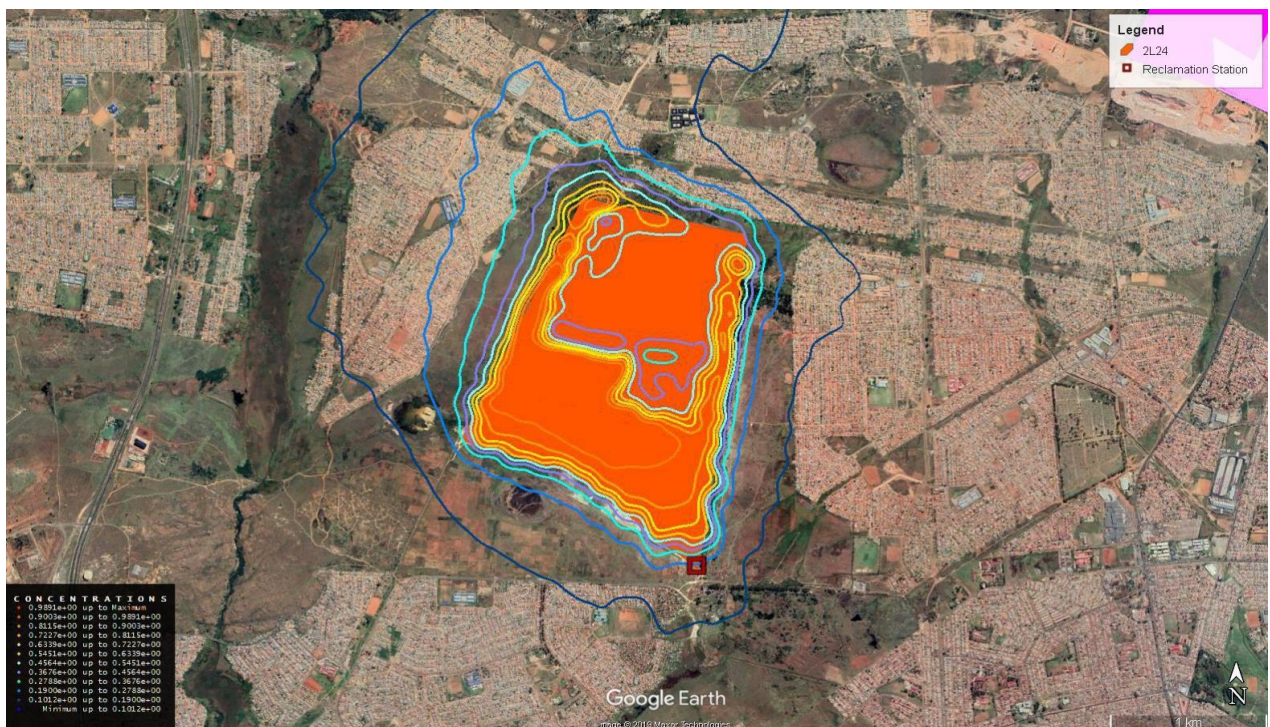 Legend
2L24
Reclamation Station
CONCENTRATIONS
0.9891e+00 up to Maximum
0.9003e+00 up to 0.9891e+00
0.8115e+00 up to 0.9003e+00
0.7227e+00 up to 0.8115e+00
0.6339e+00 up to 0.7227e+00
0.5451e+00 up to 0.6339e+00
0.4564e+00 up to 0.5451e+00
0.3676e+00 up to 0.4564e+00
0.2788e+00 up to 0.3676e+00
0.1900e+00 up to 0.2788e+00
0.1012e+00 up to 0.1900e+00
Minimum up to 0.1012e+00
Google Earth
Image © 2019 Maxar Technologies
1 km
N